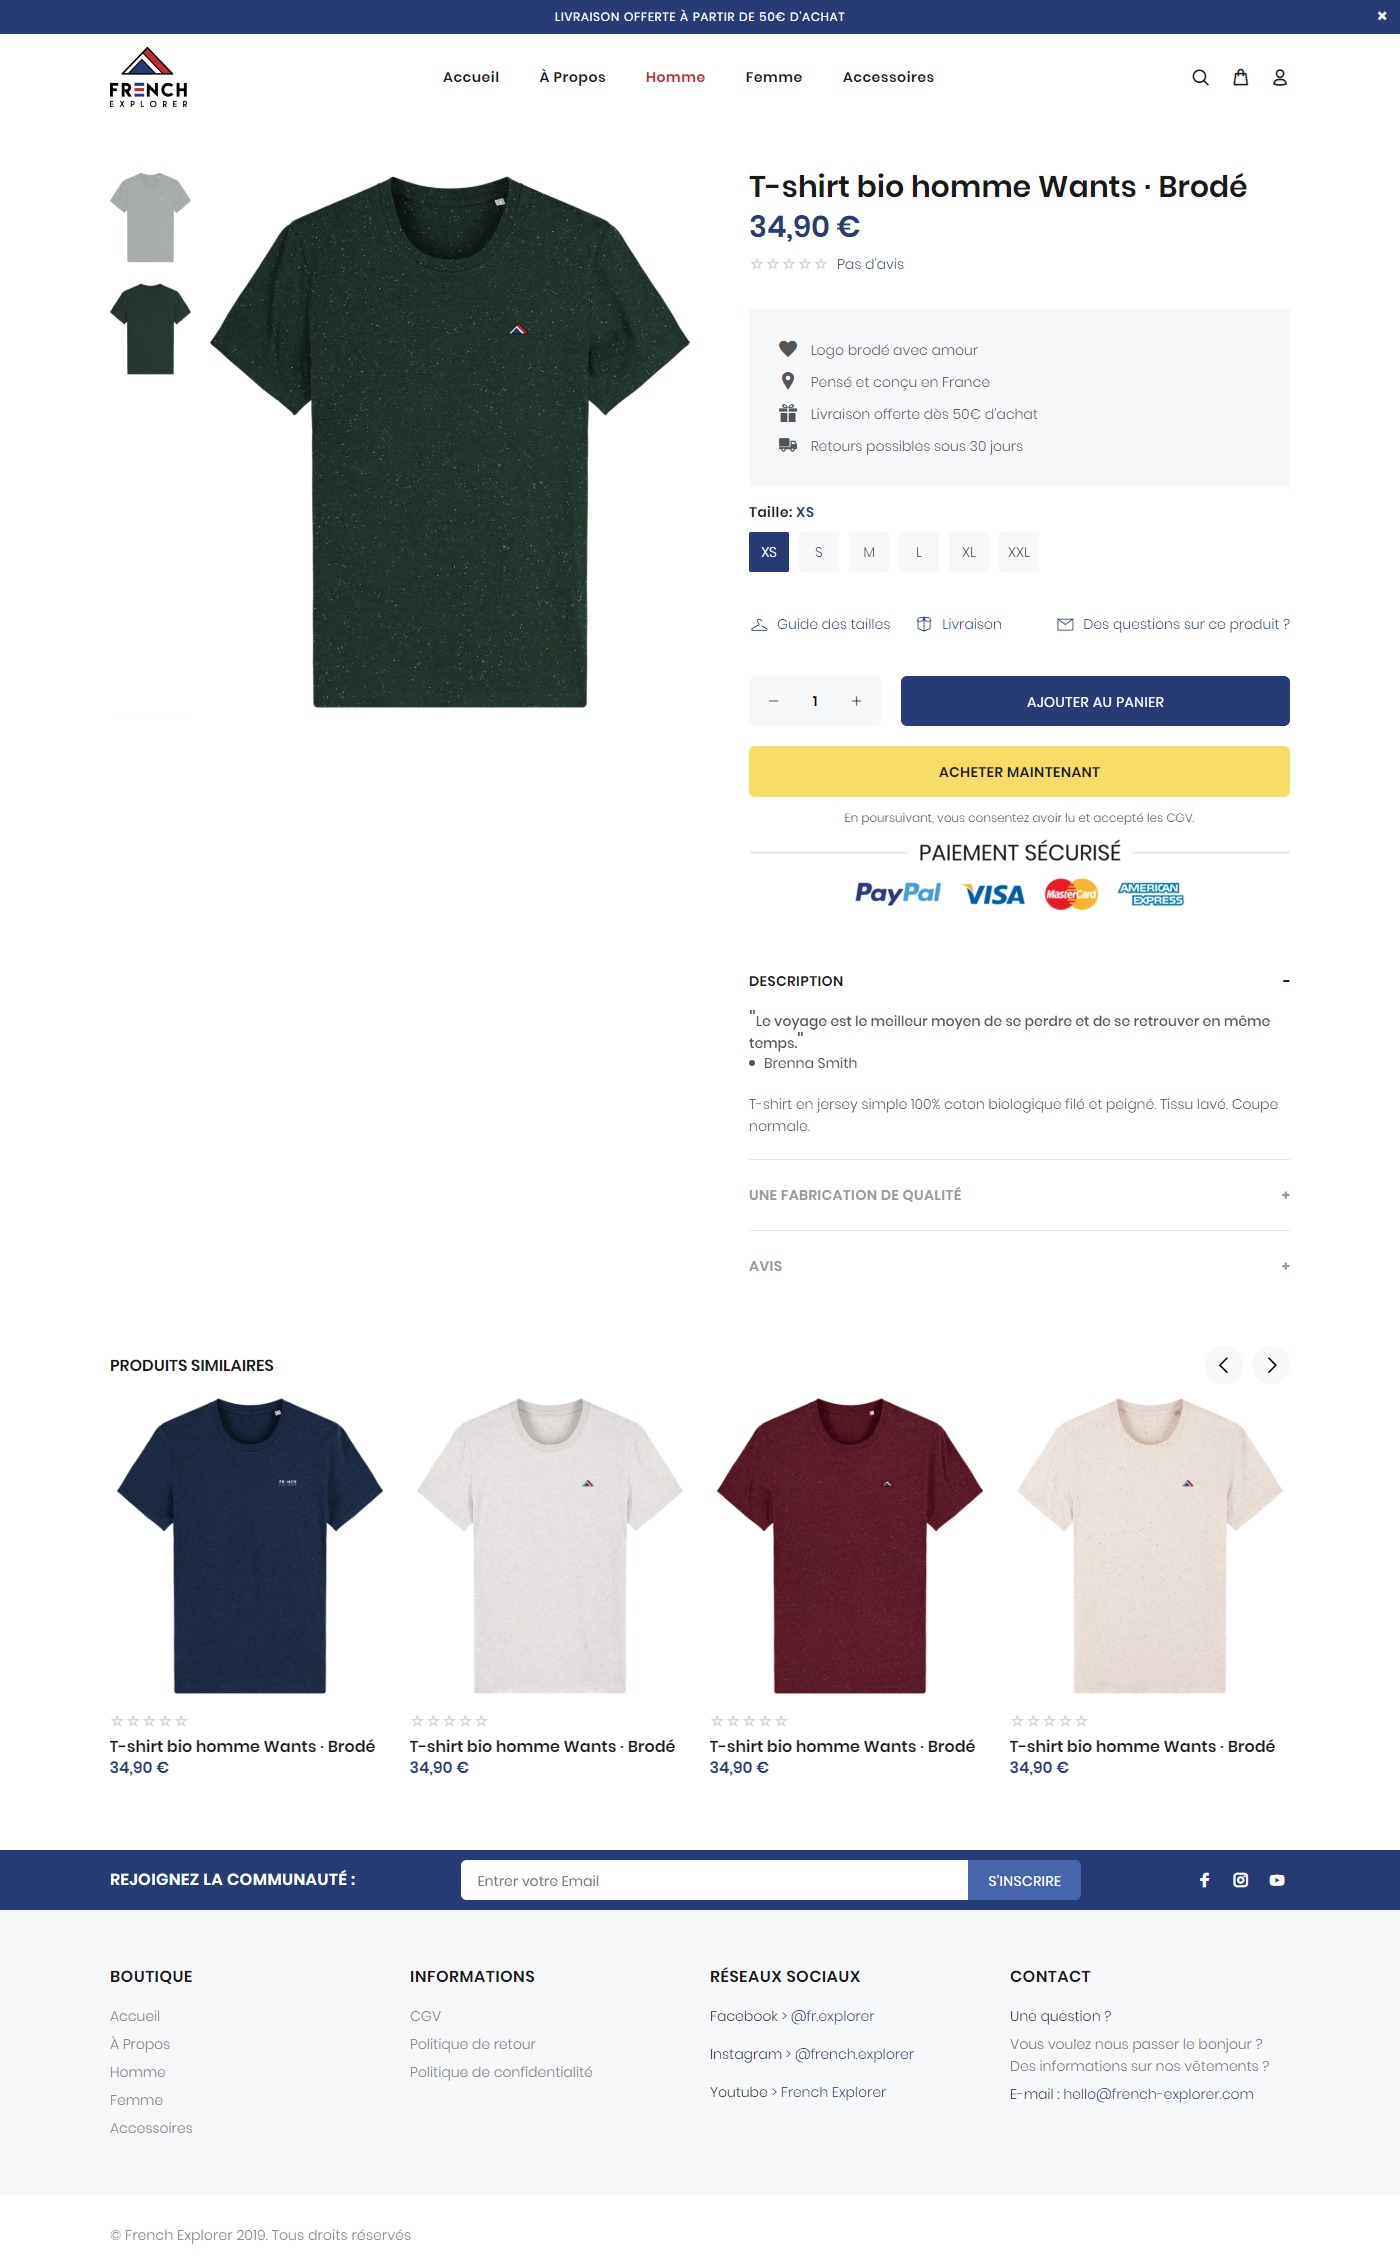 LIVRAISON OFFERTE À PARTIR DE 50€ D'ACHAT
FRENCH
EXPLORER
Accueil
À Propos
Homme
Femme
Accessoires
T-shirt bio homme Wants · Brodé
34,90 €
Pas d'avis
Logo brodé avec amour
Pensé et conçu en France
Livraison offerte dès 50€ d'achat
Retours possibles sous 30 jours
Taille: XS
XS
S
M
L
XL
XXL
Guide des tailles
Livraison
Des questions sur ce produit ?
− 1 +
AJOUTER AU PANIER
ACHETER MAINTENANT
En poursuivant, vous consentez avoir lu et accepté les CGV.
PAIEMENT SÉCURISÉ
PayPal
VISA
MasterCard
AMERICAN
EXPRESS
DESCRIPTION -
"Le voyage est le meilleur moyen de se perdre et de se retrouver en même
temps."
• Brenna Smith
T-shirt en jersey simple 100% coton biologique filé et peigné. Tissu lavé. Coupe
normale.
UNE FABRICATION DE QUALITÉ +
AVIS +
PRODUITS SIMILAIRES
T-shirt bio homme Wants · Brodé
34,90 €
T-shirt bio homme Wants · Brodé
34,90 €
T-shirt bio homme Wants · Brodé
34,90 €
T-shirt bio homme Wants · Brodé
34,90 €
REJOIGNEZ LA COMMUNAUTÉ :
Entrer votre Email
S'INSCRIRE
BOUTIQUE
Accueil
À Propos
Homme
Femme
Accessoires
INFORMATIONS
CGV
Politique de retour
Politique de confidentialité
RÉSEAUX SOCIAUX
Facebook > @fr.explorer
Instagram > @french.explorer
Youtube > French Explorer
CONTACT
Une question ?
Vous voulez nous passer le bonjour ?
Des informations sur nos vêtements ?
E-mail : hello@french-explorer.com
© French Explorer 2019. Tous droits réservés